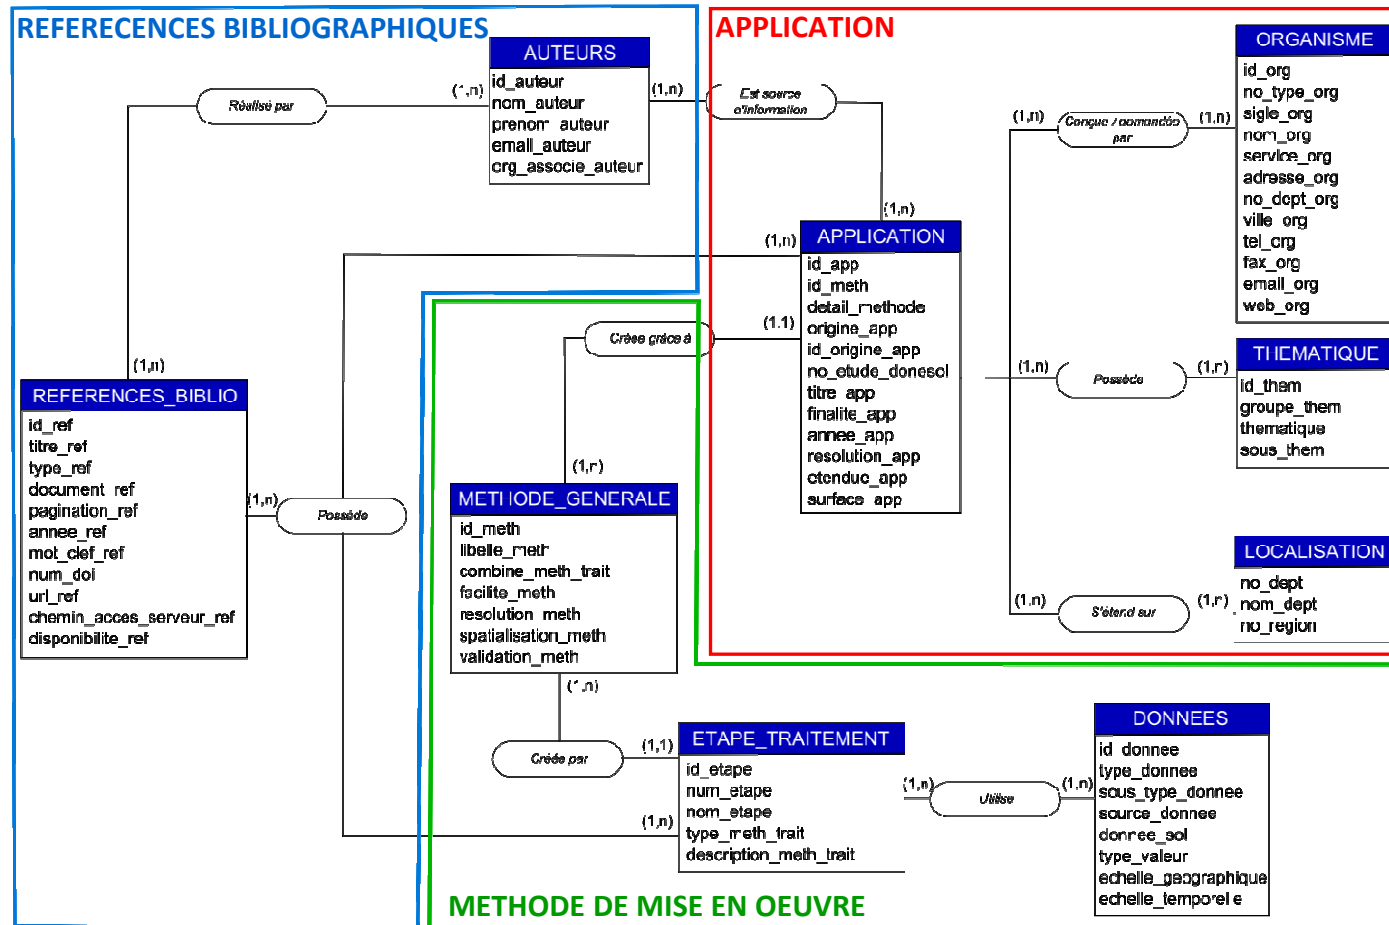 REFERECENCES BIBLIOGRAPHIQUES
APPLICATION
AUTEURS
id_auteur
nom_auteur
prenom_auteur
email_auteur
org_associe_auteur
(1,n)
Réalisé par
(1,n)
(1,n)
Est source
d'information
(1,n)
ORGANISME
id_org
no_type_org
sigle_org
nom_org
service_org
adresse_org
no_dept_org
ville_org
tel_org
fax_org
email_org
web_org
(1,n)
Conçue / comandée
par
(1,n)
(1,n)
APPLICATION
id_app
id_meth
detail_methode
origine_app
id_origine_app
no_etude_donesol
titre_app
finalite_app
annee_app
resolution_app
etendue_app
surface_app
Créée grâce à
(1.1)
(1,n)
THEMATIQUE
id_them
groupe_them
thematique
sous_them
(1,n)
Possède
(1,n)
REFERENCES_BIBLIO
id_ref
titre_ref
type_ref
document_ref
pagination_ref
annee_ref
mot_clef_ref
num_doi
url_ref
chemin_acces_serveur_ref
disponibilite_ref
(1,n)
Possède
METHODE_GENERALE
id_meth
libelle_meth
combine_meth_trait
facilite_meth
resolution_meth
spatialisation_meth
validation_meth
(1,n)
LOCALISATION
no_dept
nom_dept
no_region
(1,n)
S'étend sur
(1,n)
Créée par
(1,1)
(1,n)
ETAPE_TRAITEMENT
id_etape
num_etape
nom_etape
type_meth_trait
description_meth_trait
(1,n)
Utilise
(1,n)
DONNEES
id_donnee
type_donnee
sous_type_donnee
source_donnee
donnee_sol
type_valeur
echelle_geographique
echelle_temporelle
METHODE DE MISE EN OEUVRE